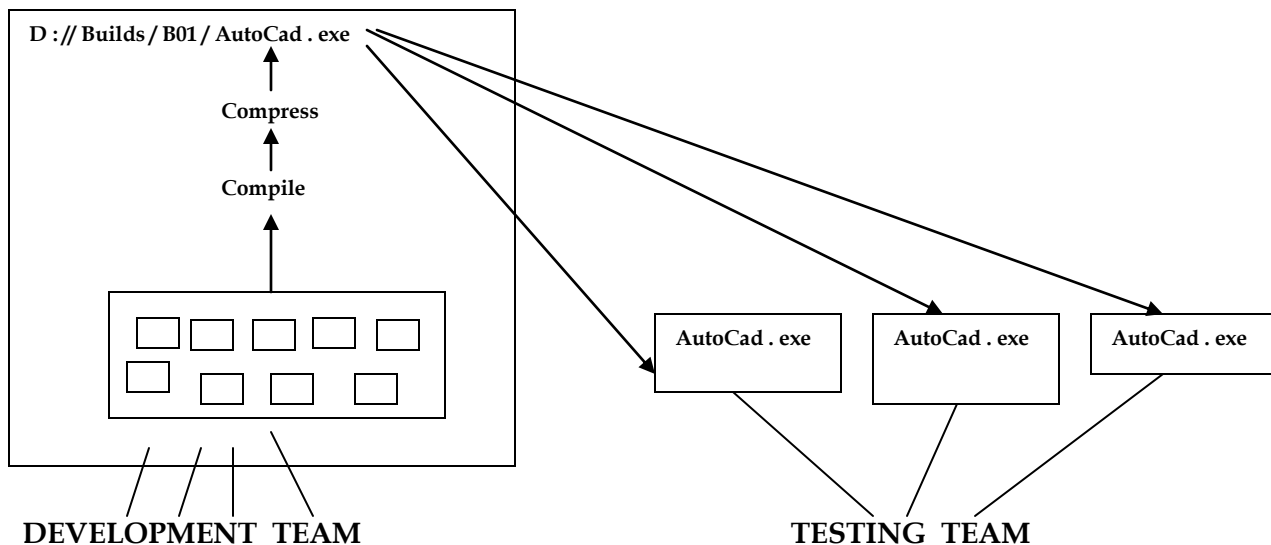 D : // Builds / B01 / AutoCad . exe
Compress
Compile
AutoCad . exe
AutoCad . exe
AutoCad . exe
DEVELOPMENT TEAM
TESTING TEAM